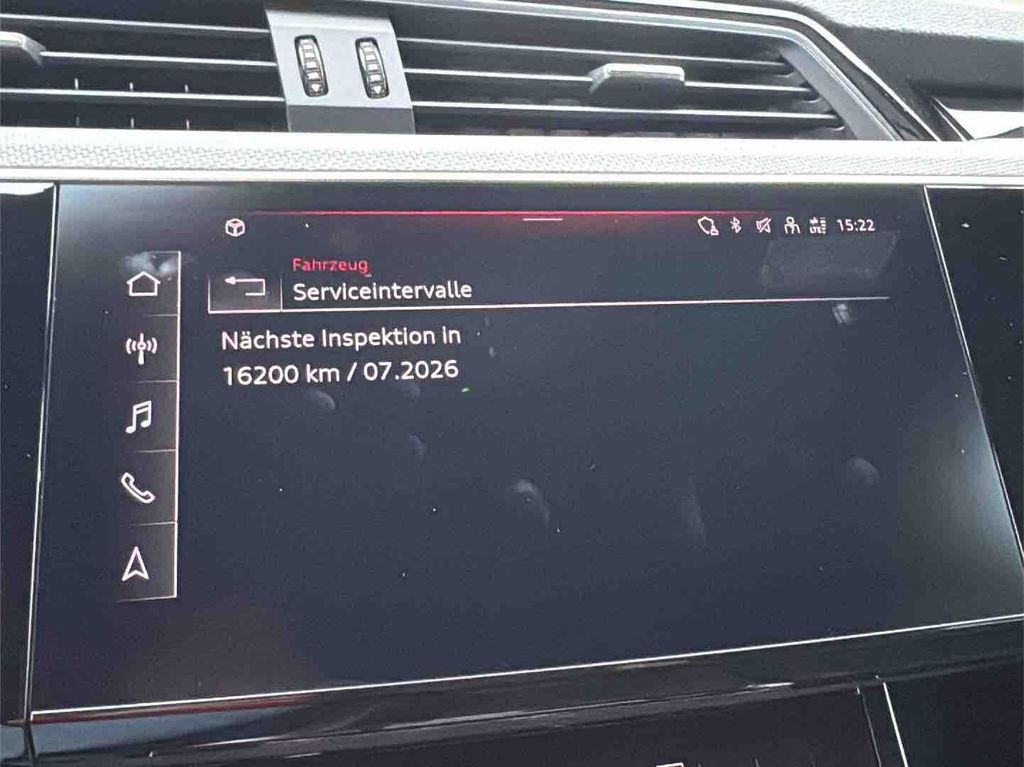 15:22
Fahrzeug
Serviceintervalle
Nächste Inspektion in
16200 km / 07.2026